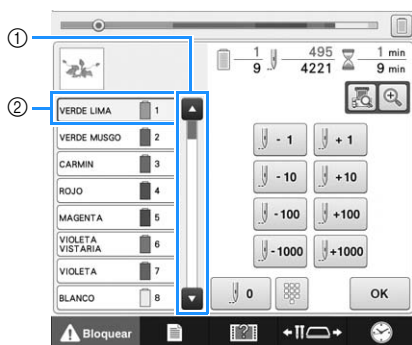 ①
1 495 1 min
9 4221 9 min
②
VERDE LIMA 1
VERDE MUSGO 2
CARMIN 3
ROJO 4
MAGENTA 5
VIOLETA VISTARIA 6
VIOLETA 7
BLANCO 8
- 1 + 1
- 10 +10
- 100 +100
- 1000 +1000
0 OK
Bloquear